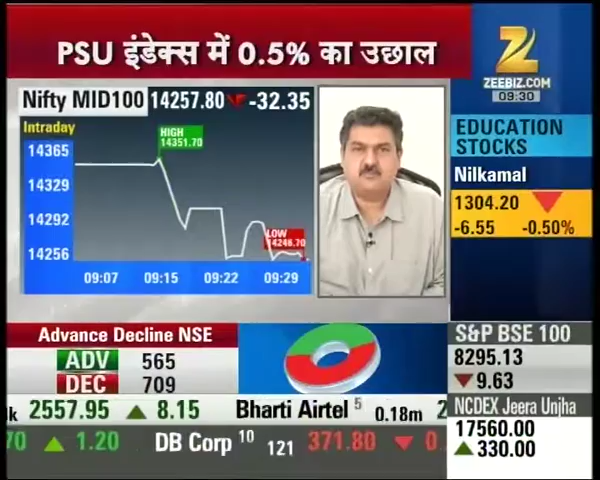 PSU इंडेक्स में 0.5% का उछाल
ZEEBIZ.COM
09:30
Nifty MID100 14257.80 -32.35
Intraday
14365
14329
14292
14256
HIGH
14351.70
LOW
14246.70
09:07 09:15 09:22 09:29
EDUCATION
STOCKS
Nilkamal
1304.20
-6.55 -0.50%
Advance Decline NSE
ADV 565
DEC 709
S&P BSE 100
8295.13
9.63
NCDEX Jeera Unjha
17560.00
330.00
k 2557.95 8.15 Bharti Airtel 5 0.18m 2
70 1.20 DB Corp 10 121 371.80 0.